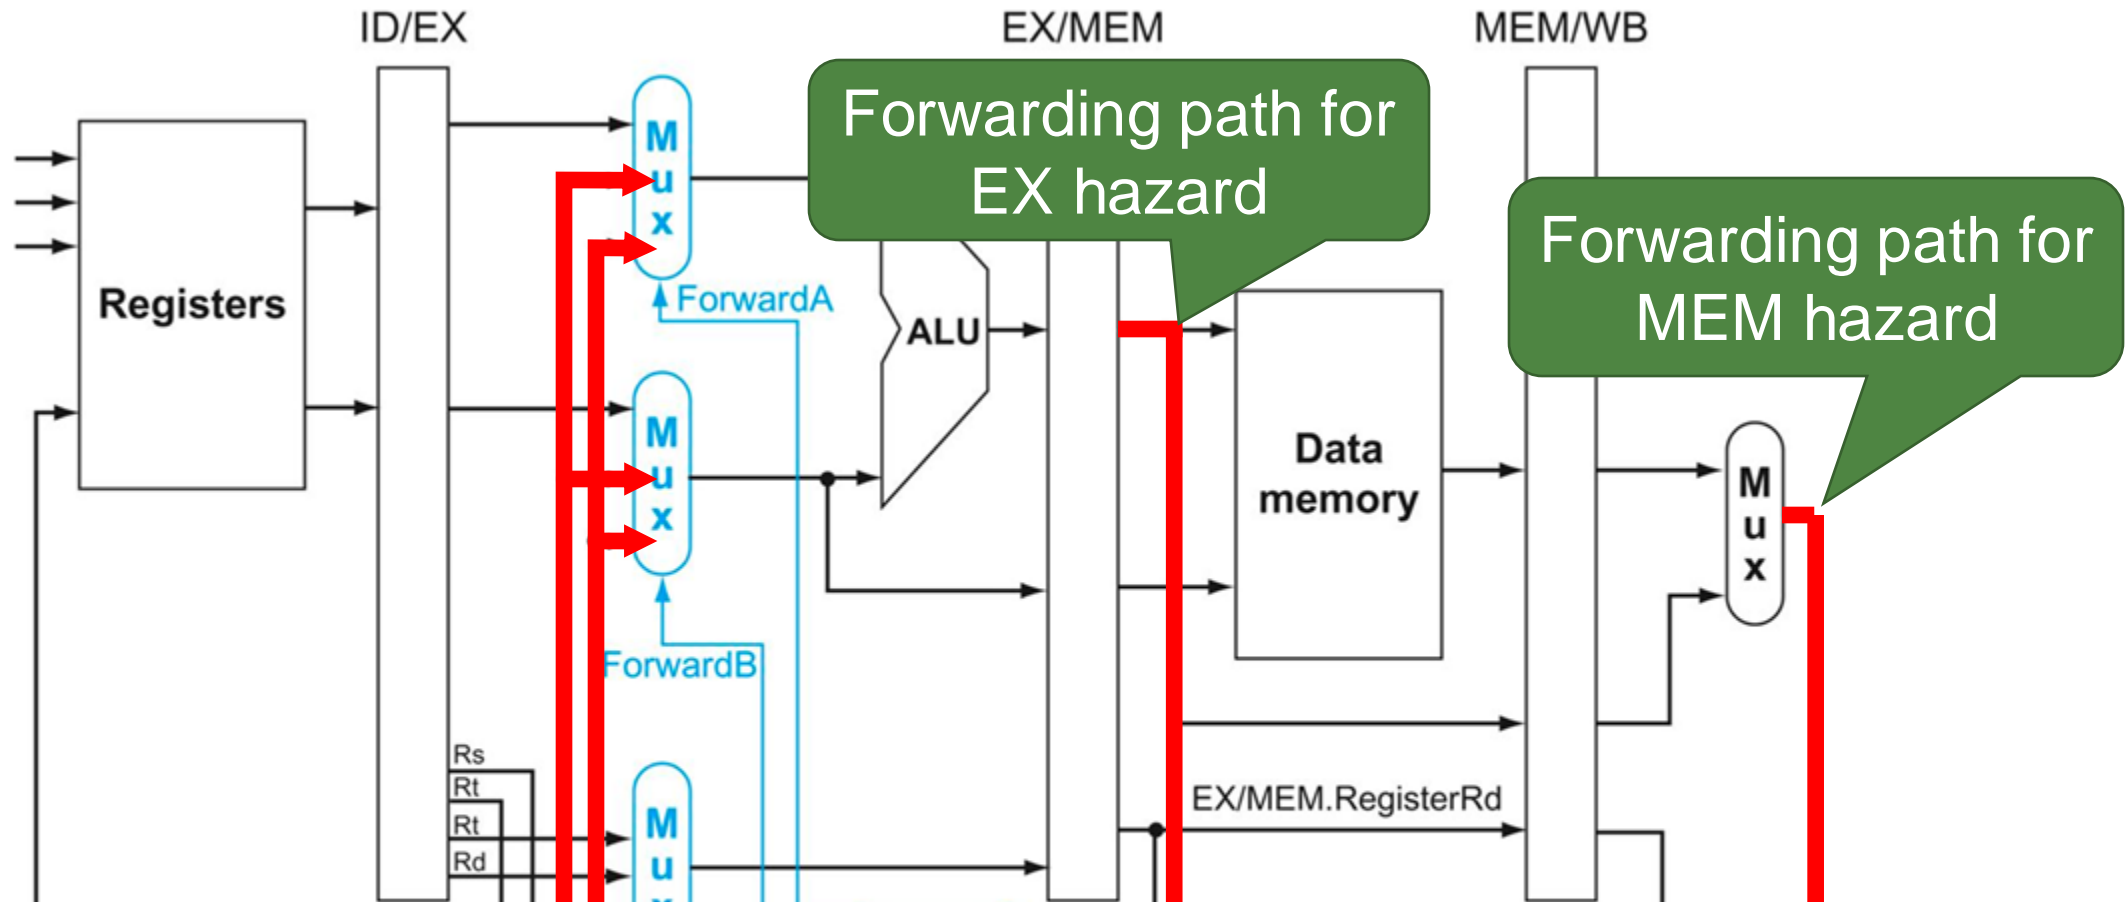 ID/EX
EX/MEM
MEM/WB
Forwarding path for
EX hazard
Forwarding path for
MEM hazard
M
u
x
Registers
ForwardA
ALU
M
u
x
Data
memory
M
u
x
ForwardB
Rs
Rt
Rt
Rd
EX/MEM.RegisterRd
M
u